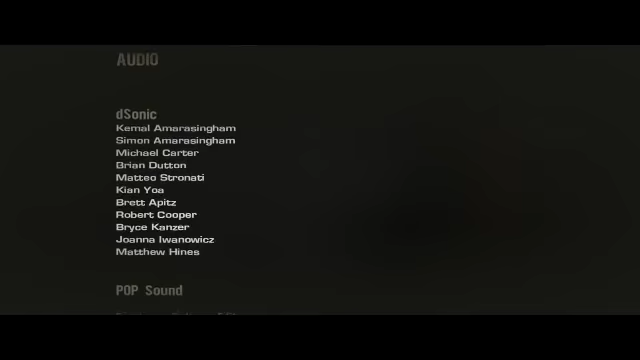 AUDIO
dSonic
Kemal Amarasingham
Simon Amarasingham
Michael Carter
Brian Dutton
Matteo Stronati
Kian Yoa
Brett Apitz
Robert Cooper
Bryce Kanzer
Joanna Iwanowicz
Matthew Hines
POP Sound